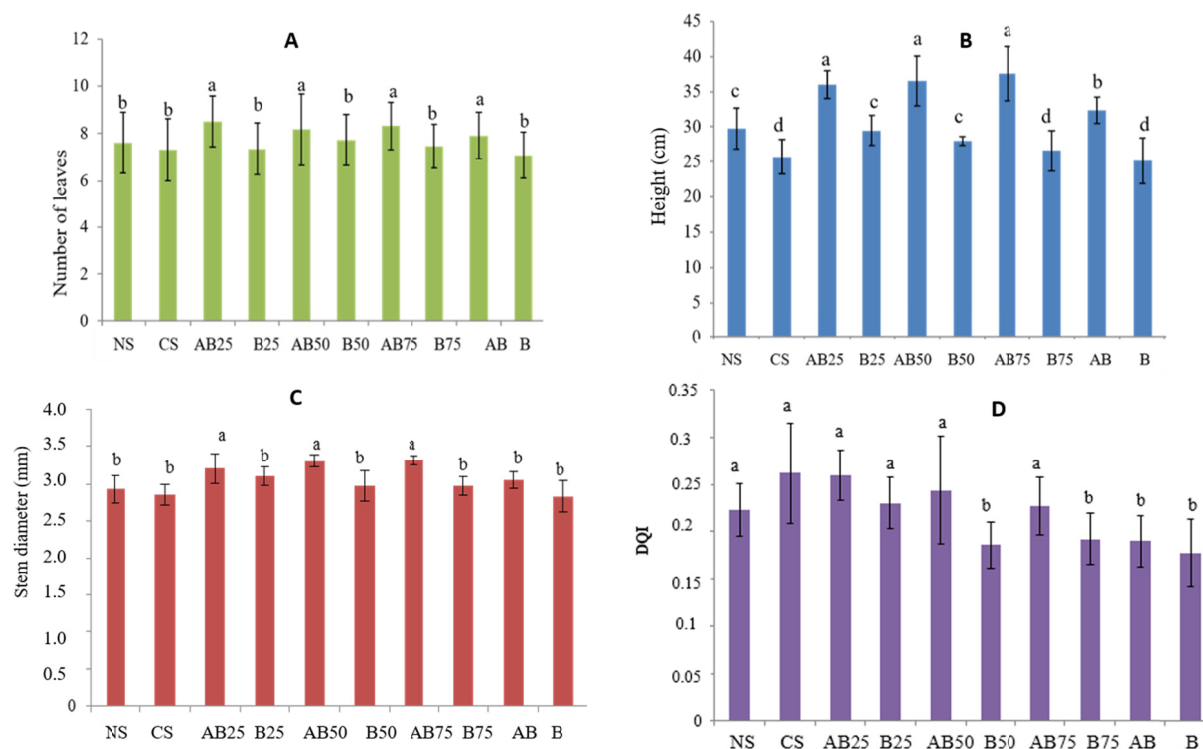 A
Number of leaves
12
10
8
6
4
2
0
b b a b a b a b a b
NS CS AB25 B25 AB50 B50 AB75 B75 AB B
B
Height (cm)
45
40
35
30
25
20
15
10
5
0
c d a c a c a d b d
NS CS AB25 B25 AB50 B50 AB75 B75 AB B
C
Stem diameter (mm)
4.0
3.5
3.0
2.5
2.0
1.5
1.0
0.5
0
b b a b a b a b b b
NS CS AB25 B25 AB50 B50 AB75 B75 AB B
D
DQI
0.35
0.3
0.25
0.2
0.15
0.1
0.05
0
a a a a a b a b b b
NS CS AB25 B25 AB50 B50 AB75 B75 AB B